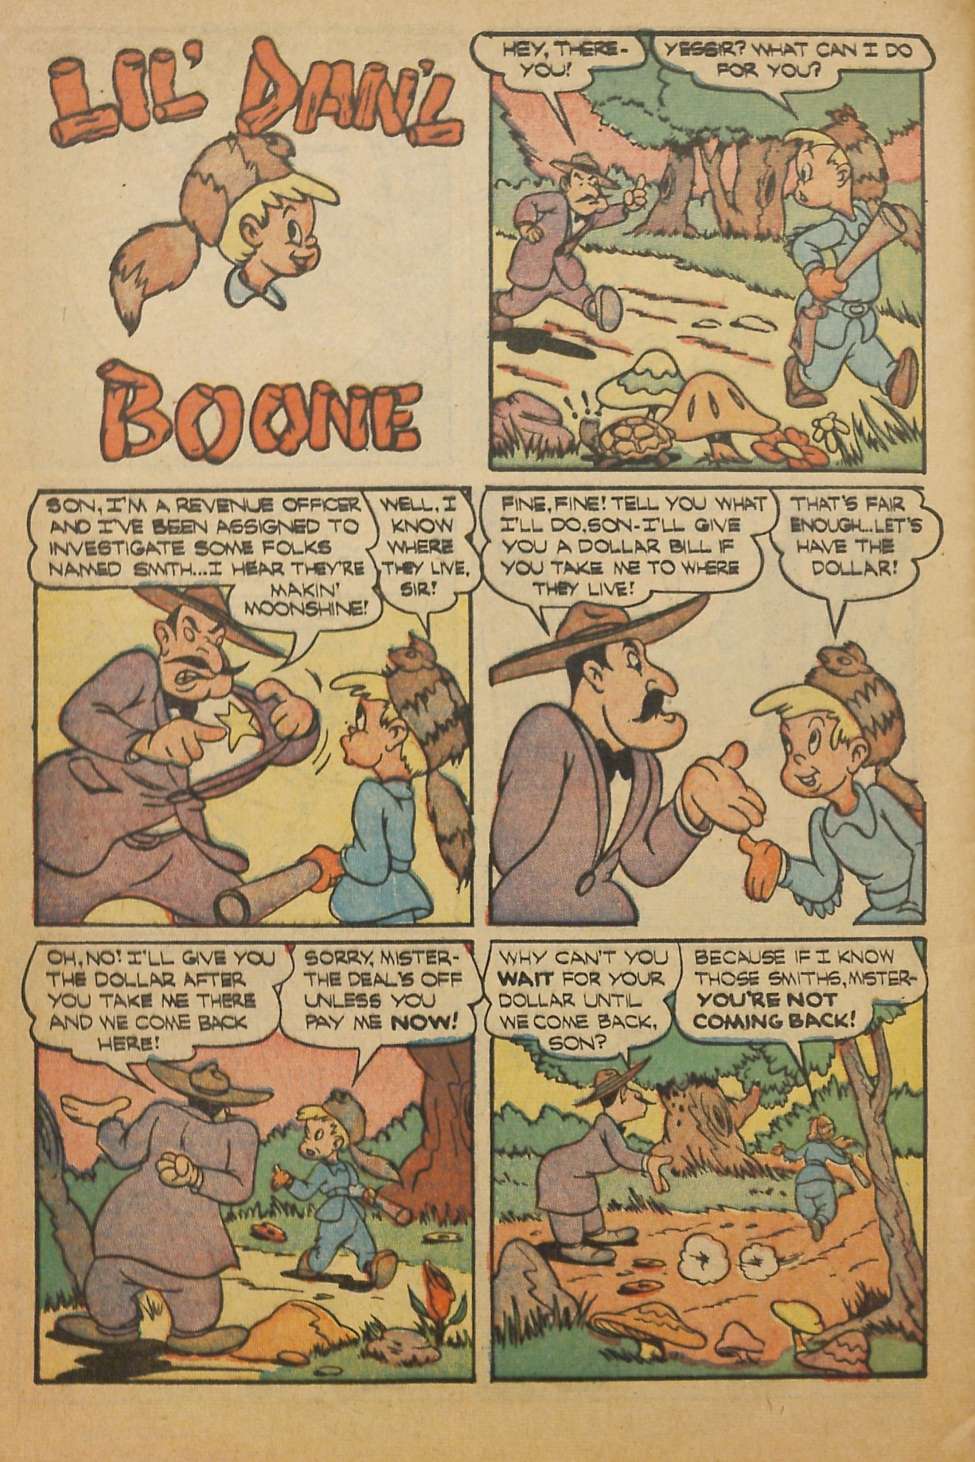 LIL' DAN'L
BOONE
HEY, THERE-
YOU!
YESSIR? WHAT CAN I DO
FOR YOU?
SON, I'M A REVENUE OFFICER
AND I'VE BEEN ASSIGNED TO
INVESTIGATE SOME FOLKS
NAMED SMITH...I HEAR THEY'RE
MAKIN'
MOONSHINE!
WELL, I
KNOW
WHERE
THEY LIVE,
SIR!
FINE, FINE! TELL YOU WHAT
I'LL DO, SON-I'LL GIVE
YOU A DOLLAR BILL IF
YOU TAKE ME TO WHERE
THEY LIVE!
THAT'S FAIR
ENOUGH...LET'S
HAVE THE
DOLLAR!
OH, NO! I'LL GIVE YOU
THE DOLLAR AFTER
YOU TAKE ME THERE
AND WE COME BACK
HERE!
SORRY, MISTER-
THE DEAL'S OFF
UNLESS YOU
PAY ME NOW!
WHY CAN'T YOU
WAIT FOR YOUR
DOLLAR UNTIL
WE COME BACK,
SON?
BECAUSE IF I KNOW
THOSE SMITHS, MISTER-
YOU'RE NOT
COMING BACK!